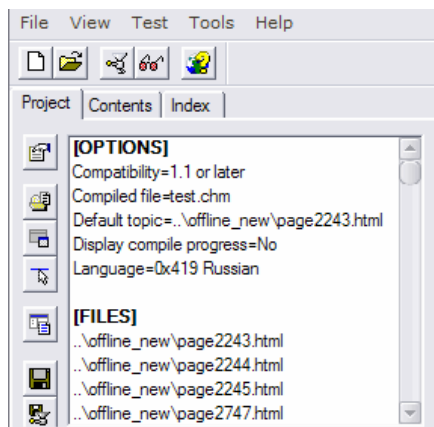 File View Test Tools Help
Project Contents Index
[OPTIONS]
Compatibility=1.1 or later
Compiled file=test.chm
Default topic=..\offline_new\page2243.html
Display compile progress=No
Language=0x419 Russian
[FILES]
..\offline_new\page2243.html
..\offline_new\page2244.html
..\offline_new\page2245.html
..\offline_new\page2747.html